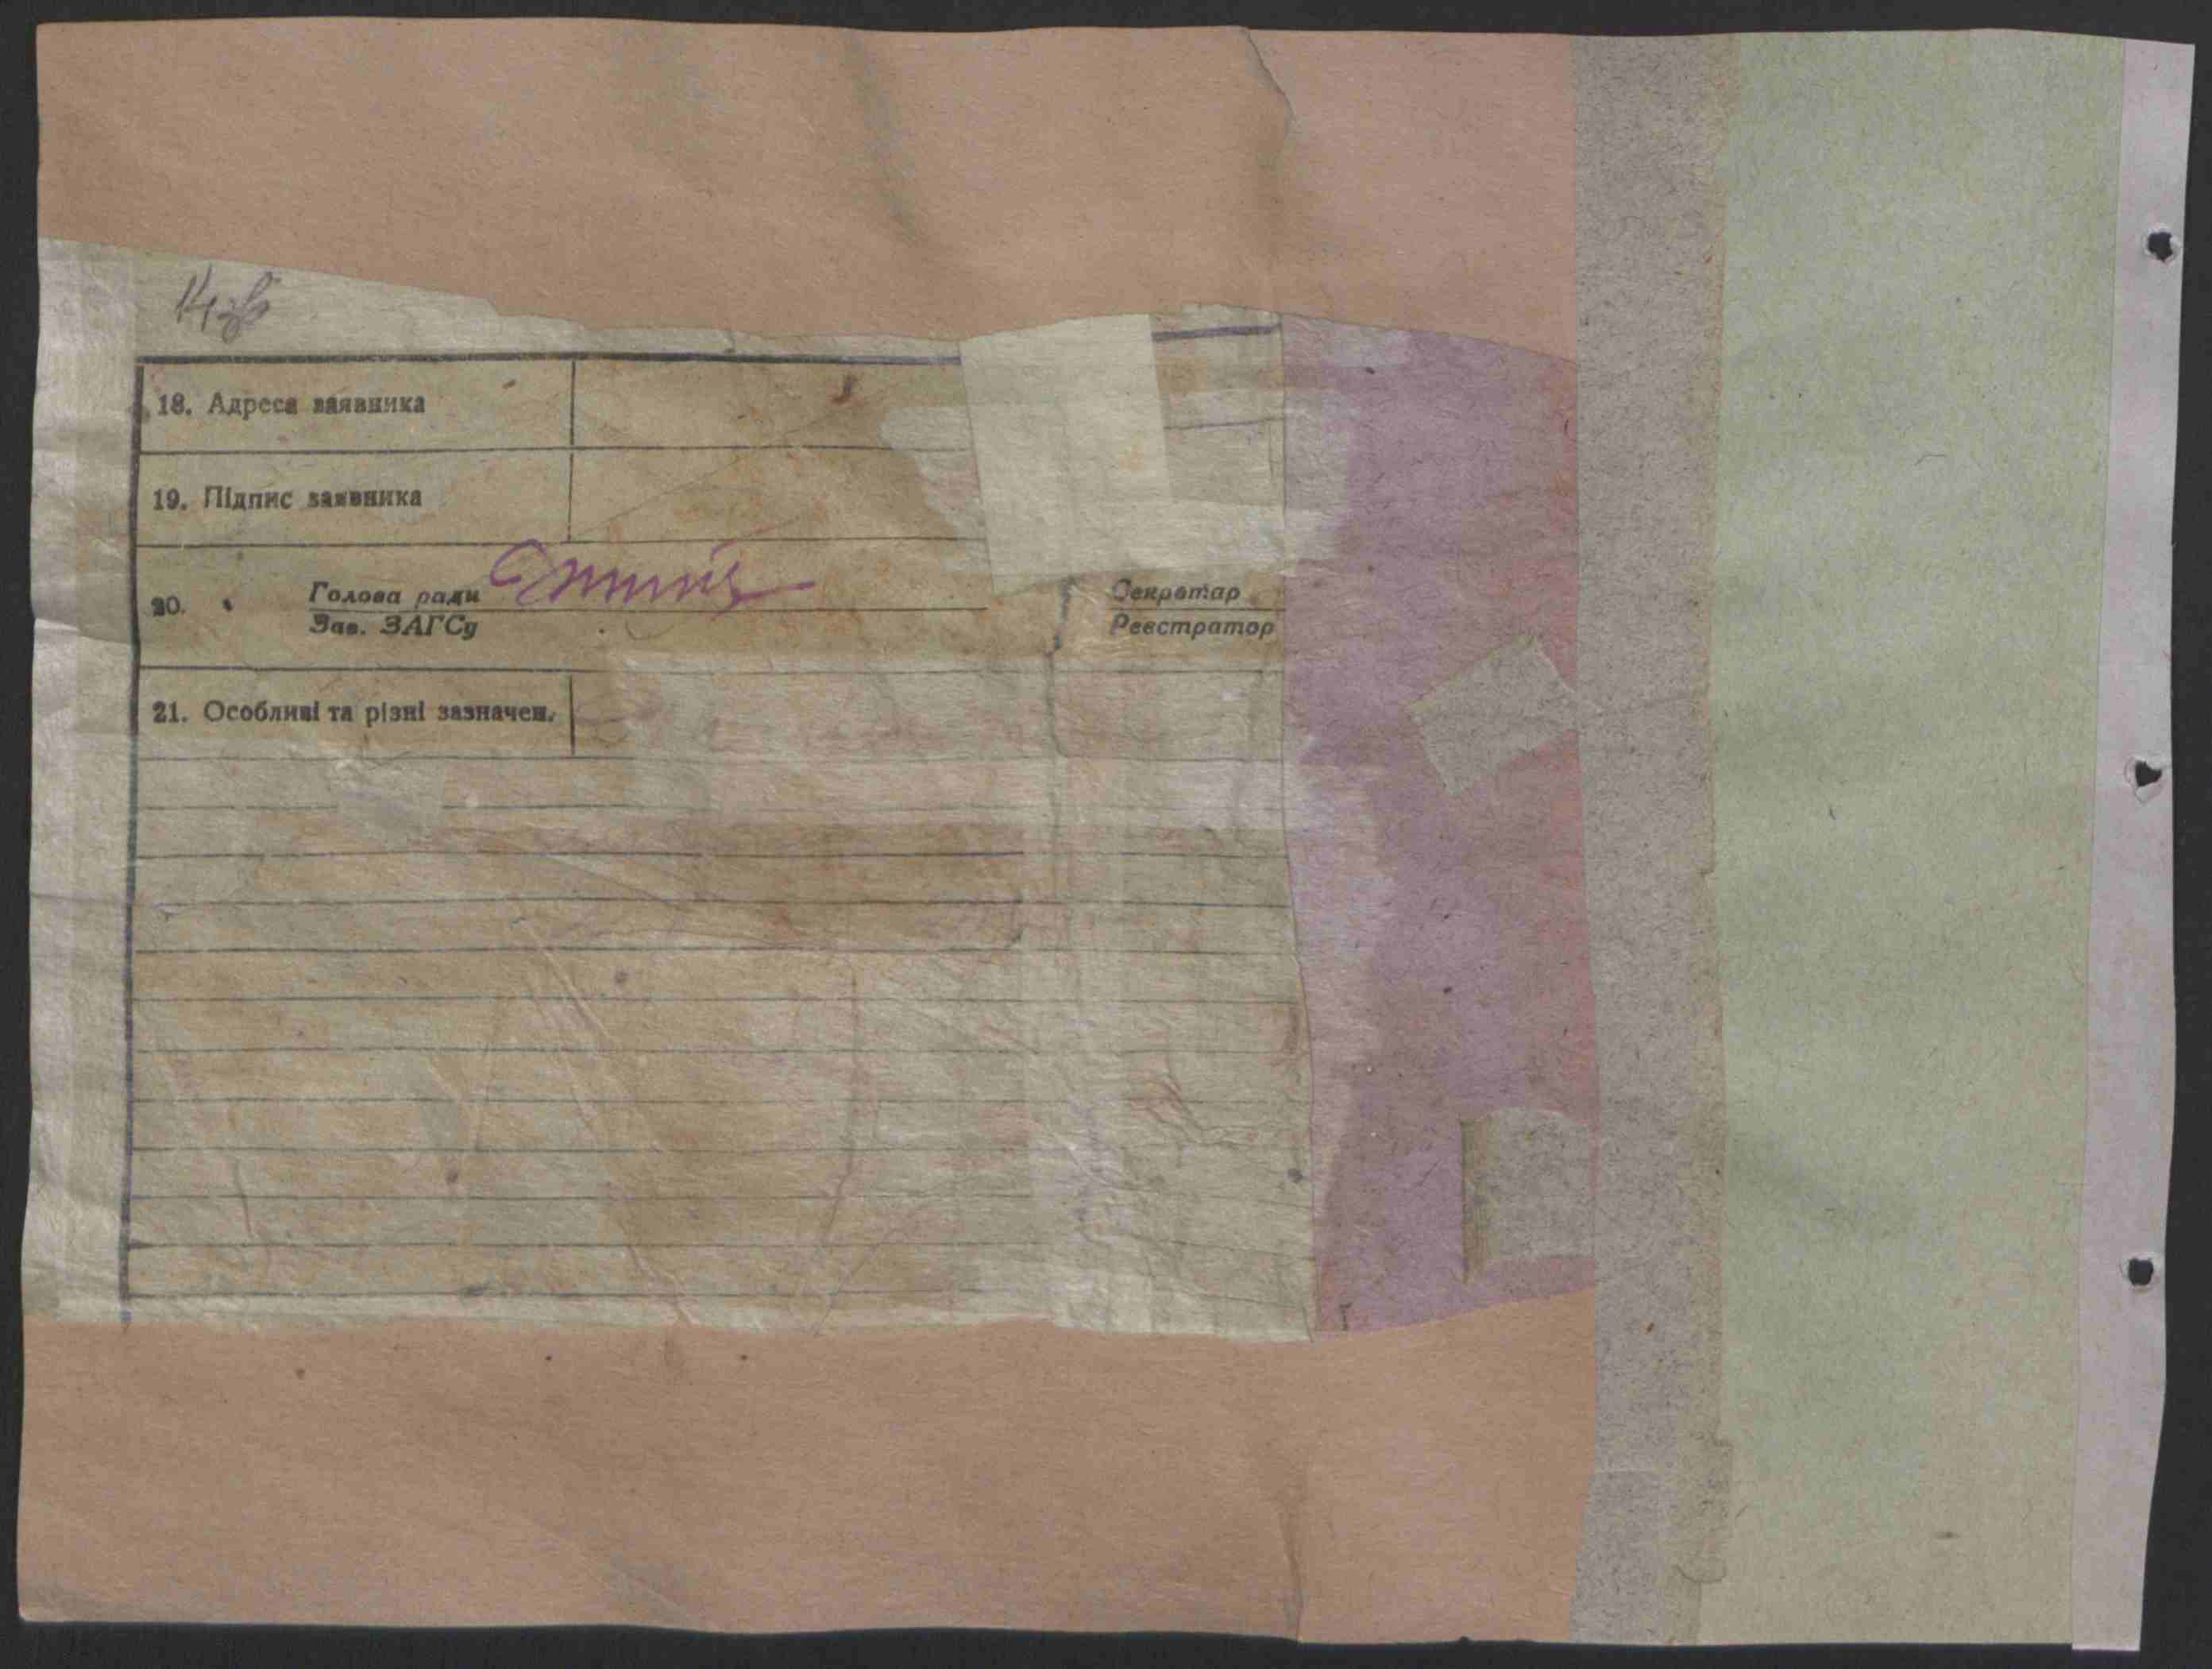 18. Адреса заявника
19. Підпис заявника
20. Голова ради Секретар
Зав. ЗАГСу Реєстратор
21. Особливі та різні зазначен.